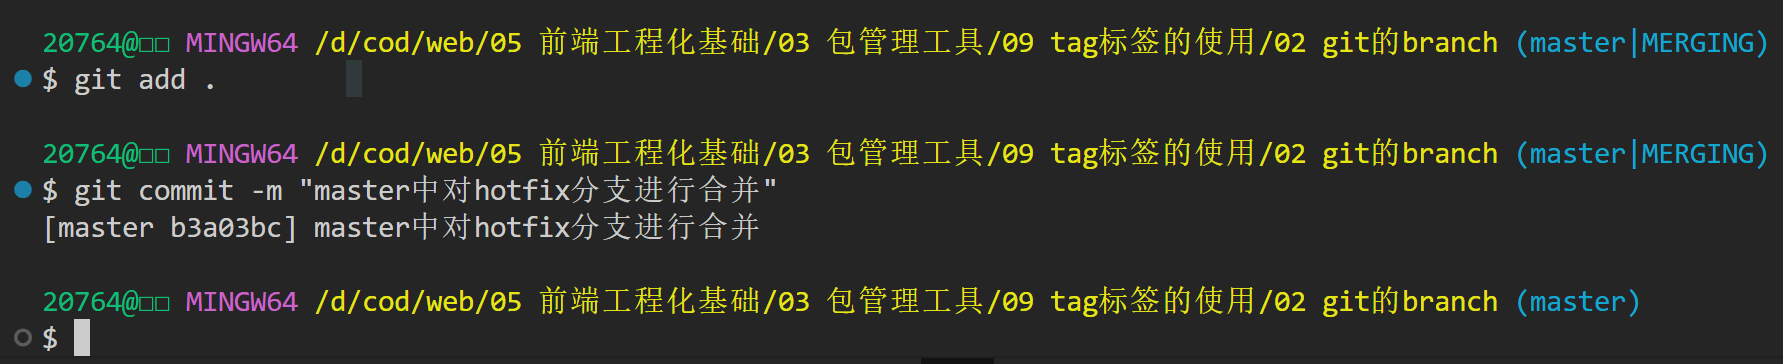 20764@□□ MINGW64 /d/cod/web/05 前端工程化基础/03 包管理工具/09 tag标签的使用/02 git的branch (master|MERGING)
$ git add .
20764@□□ MINGW64 /d/cod/web/05 前端工程化基础/03 包管理工具/09 tag标签的使用/02 git的branch (master|MERGING)
$ git commit -m "master中对hotfix分支进行合并"
[master b3a03bc] master中对hotfix分支进行合并
20764@□□ MINGW64 /d/cod/web/05 前端工程化基础/03 包管理工具/09 tag标签的使用/02 git的branch (master)
$